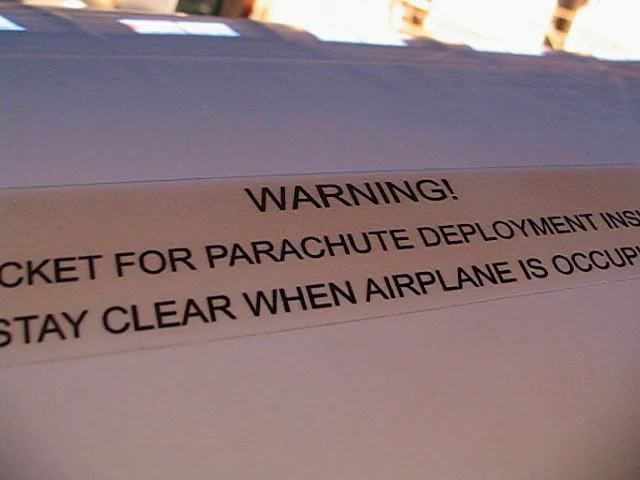 WARNING!
CKET FOR PARACHUTE DEPLOYMENT INS
STAY CLEAR WHEN AIRPLANE IS OCCUP